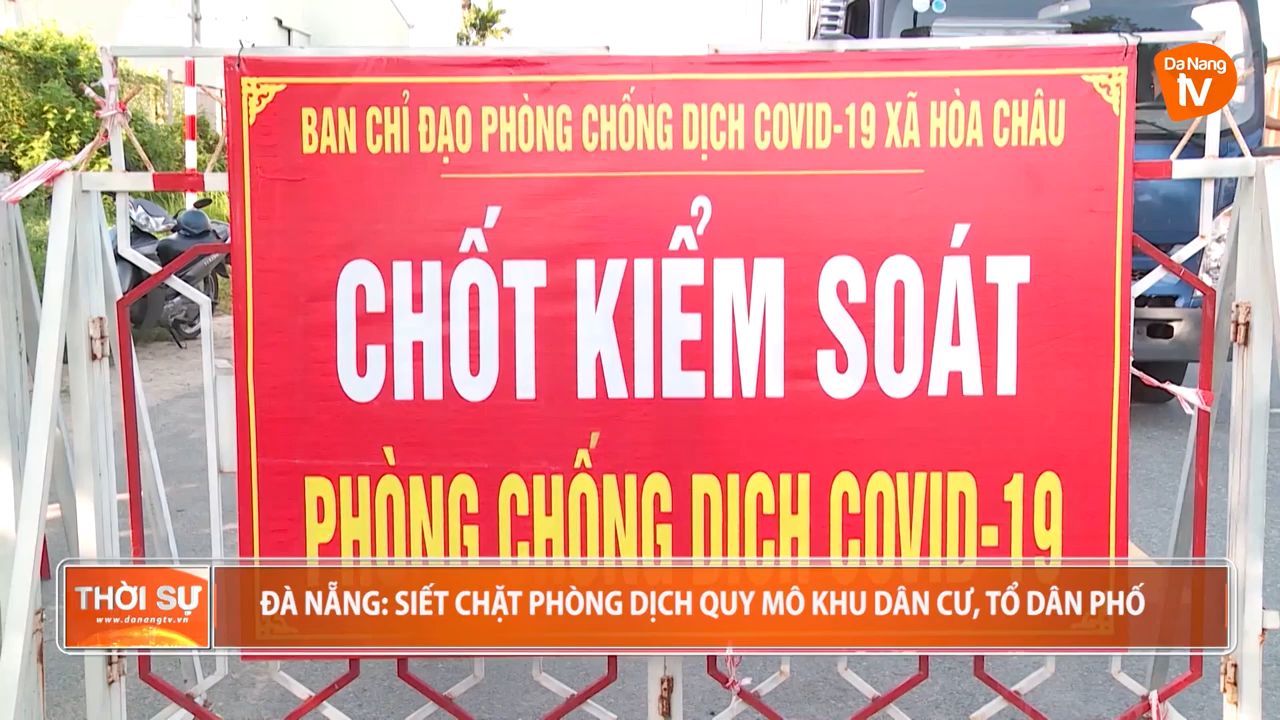 Da Nang
tv
BAN CHỈ ĐẠO PHÒNG CHỐNG DỊCH COVID-19 XÃ HÒA CHÂU
CHỐT KIỂM SOÁT
PHÒNG CHỐNG DỊCH COVID-19
THỜI SỰ
www.danangtv.vn
ĐÀ NẴNG: SIẾT CHẶT PHÒNG DỊCH QUY MÔ KHU DÂN CƯ, TỔ DÂN PHỐ